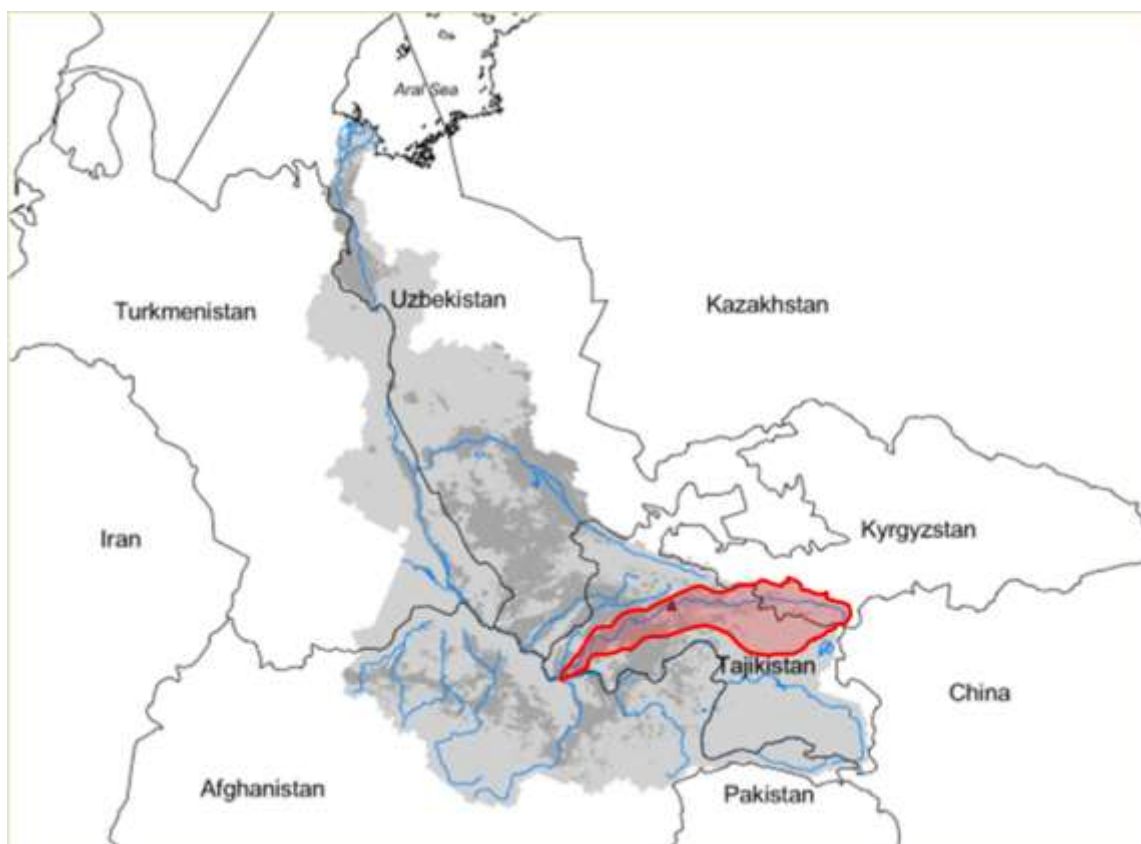 Aral Sea
Turkmenistan
Uzbekistan
Kazakhstan
Iran
Kyrgyzstan
Tajikistan
China
Afghanistan
Pakistan